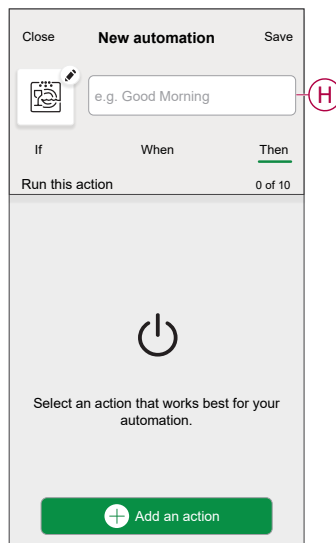 Close New automation Save
e.g. Good Morning
H
If When Then
Run this action 0 of 10
Select an action that works best for your
automation.
Add an action